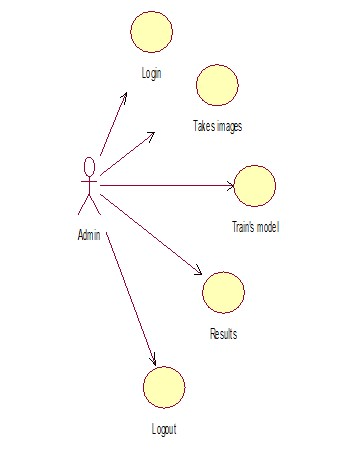 Login
Takes images
Train's model
Admin
Results
Logout